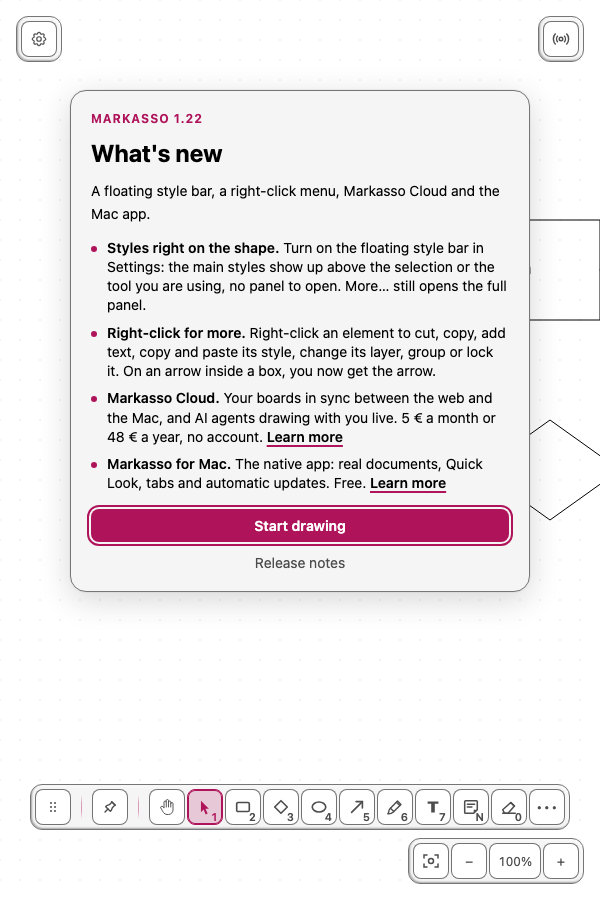 MARKASSO 1.22
What's new
A floating style bar, a right-click menu, Markasso Cloud and the
Mac app.
Styles right on the shape. Turn on the floating style bar in
Settings: the main styles show up above the selection or the
tool you are using, no panel to open. More... still opens the full
panel.
Right-click for more. Right-click an element to cut, copy, add
text, copy and paste its style, change its layer, group or lock
it. On an arrow inside a box, you now get the arrow.
Markasso Cloud. Your boards in sync between the web and
the Mac, and AI agents drawing with you live. 5 € a month or
48 € a year, no account. Learn more
Markasso for Mac. The native app: real documents, Quick
Look, tabs and automatic updates. Free. Learn more
Start drawing
Release notes
1 2 3 4 5 6 T 7 N 0
− 100% +